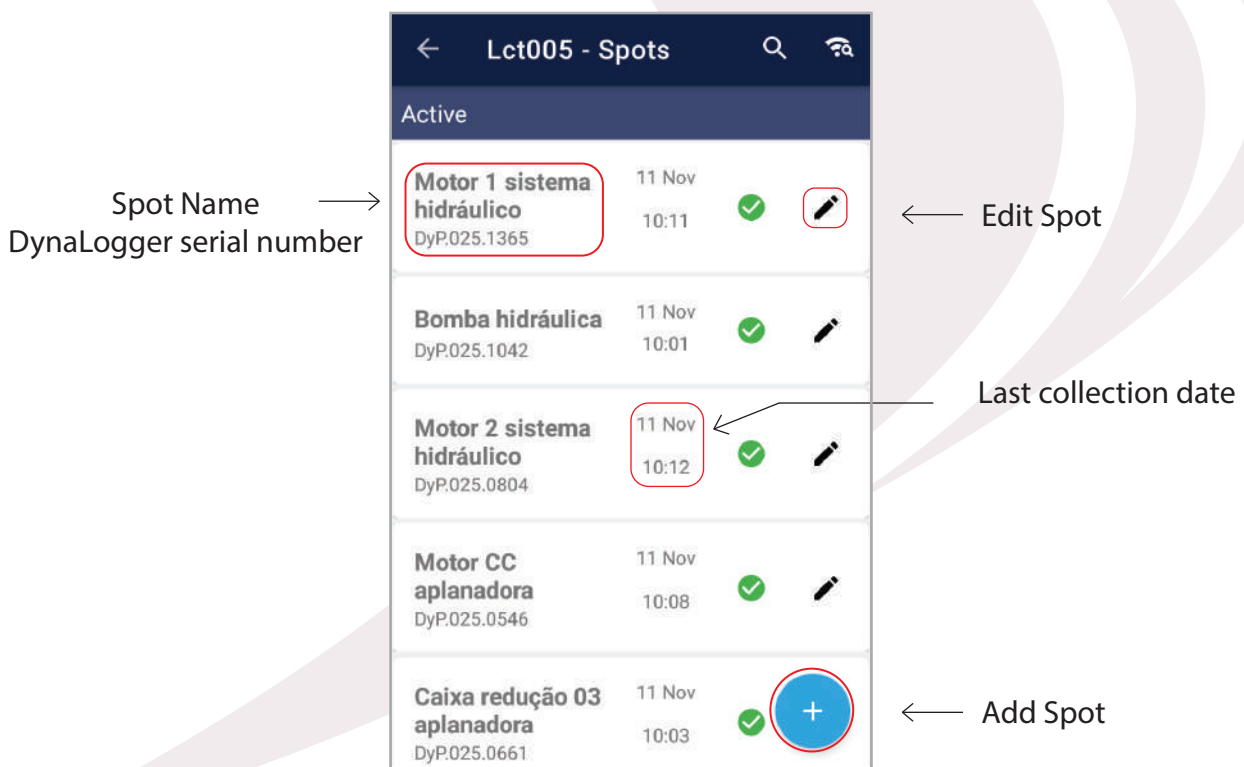 Lct005 - Spots
Active
Spot Name
DynaLogger serial number
Motor 1 sistema
hidráulico
DyP.025.1365
11 Nov
10:11
Edit Spot
Bomba hidráulica
DyP.025.1042
11 Nov
10:01
Last collection date
Motor 2 sistema
hidráulico
DyP.025.0804
11 Nov
10:12
Motor CC
aplanadora
DyP.025.0546
11 Nov
10:08
Caixa redução 03
aplanadora
DyP.025.0661
11 Nov
10:03
+
Add Spot